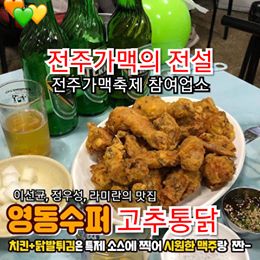 전주가맥의 전설
전주가맥축제 참여업소
이선균, 정우성, 라미란의 맛집
영동수퍼 고추통닭
치킨+닭발튀김은 특제 소스에 찍어 시원한 맥주랑 짠~